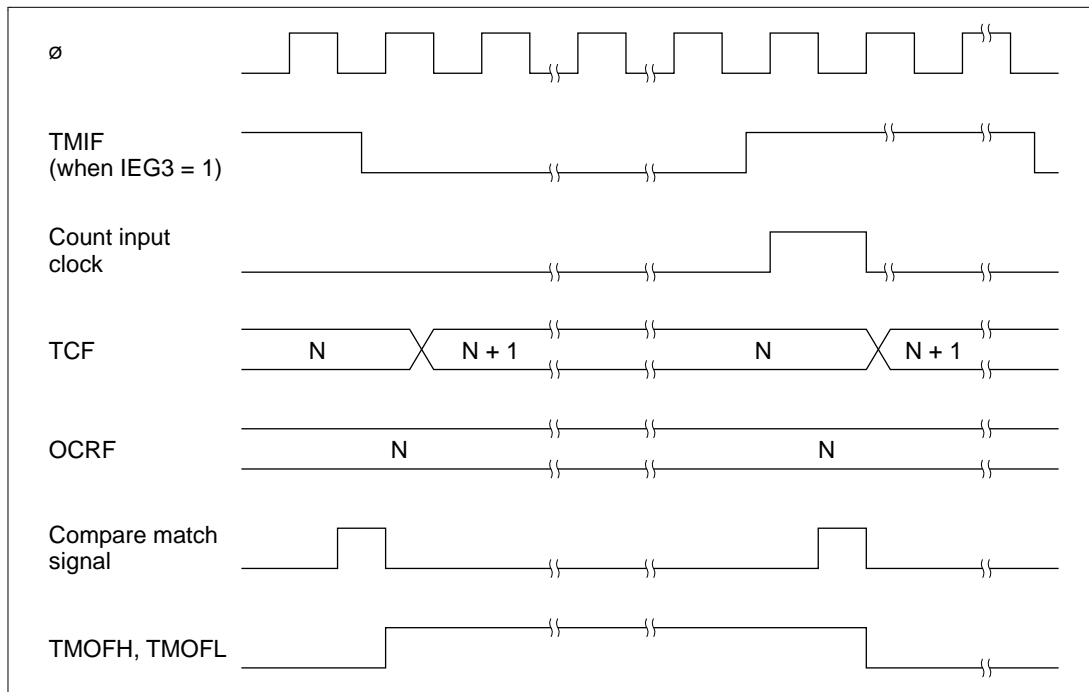 ø
TMIF
(when IEG3 = 1)
Count input
clock
TCF
N
N + 1
N
N + 1
OCRF
N
N
Compare match
signal
TMOFH, TMOFL